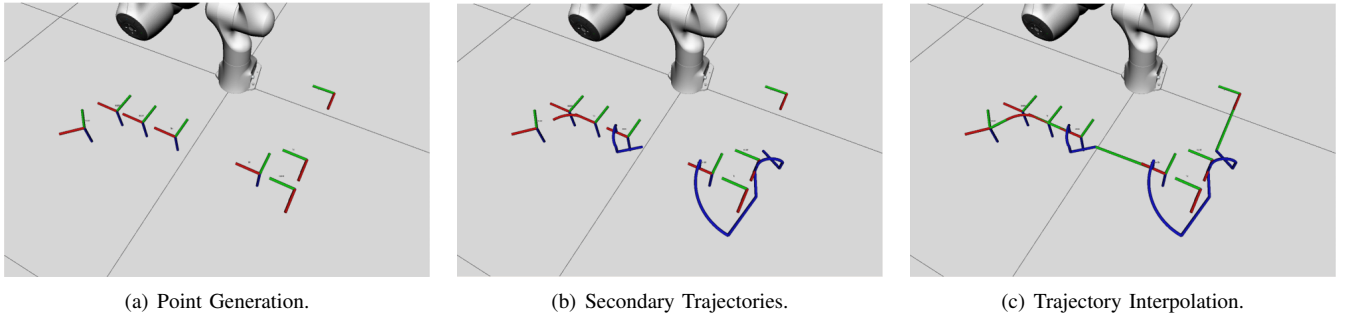 (a) Point Generation.
(b) Secondary Trajectories.
(c) Trajectory Interpolation.